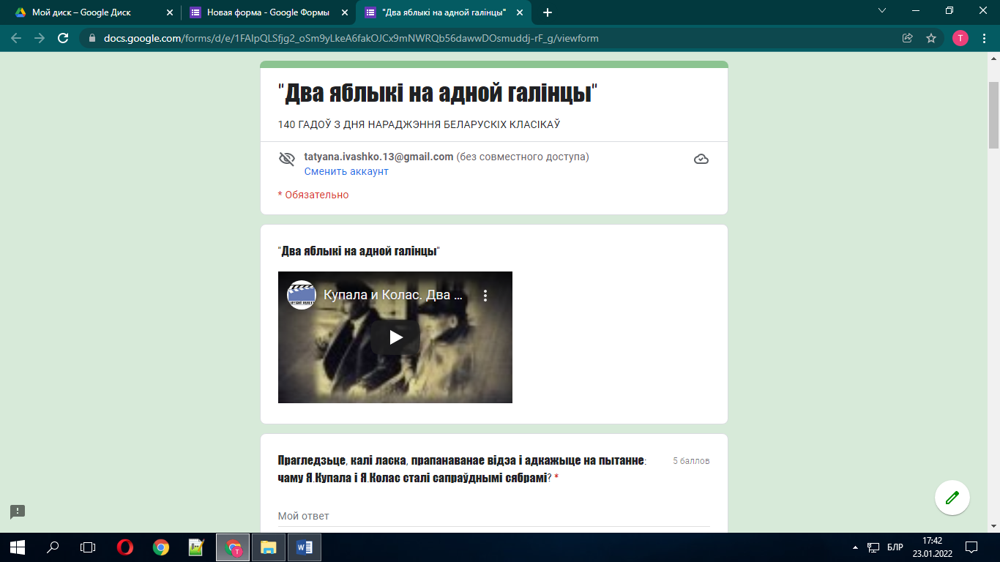 Мой диск – Google Диск
Новая форма - Google Формы
"Два яблыкі на адной галінцы"
docs.google.com/forms/d/e/1FAIpQLSfjg2_oSm9yLkeA6fakOJCx9mNWRQb56dawwDOsmuddj-rF_g/viewform
T
"Два яблыкі на адной галінцы"
140 ГАДОЎ З ДНЯ НАРАДЖЭННЯ БЕЛАРУСКІХ КЛАСІКАЎ
tatyana.ivashko.13@gmail.com (без совместного доступа)
Сменить аккаунт
* Обязательно
"Два яблыкі на адной галінцы"
Купала и Колас. Два ...
Прагледзьце, калі ласка, прапанаванае відэа і адкажыце на пытанне:
5 баллов
чаму Я.Купала і Я.Колас сталі сапраўднымі сябрамі? *
Мой ответ
БЛР
17:42
23.01.2022